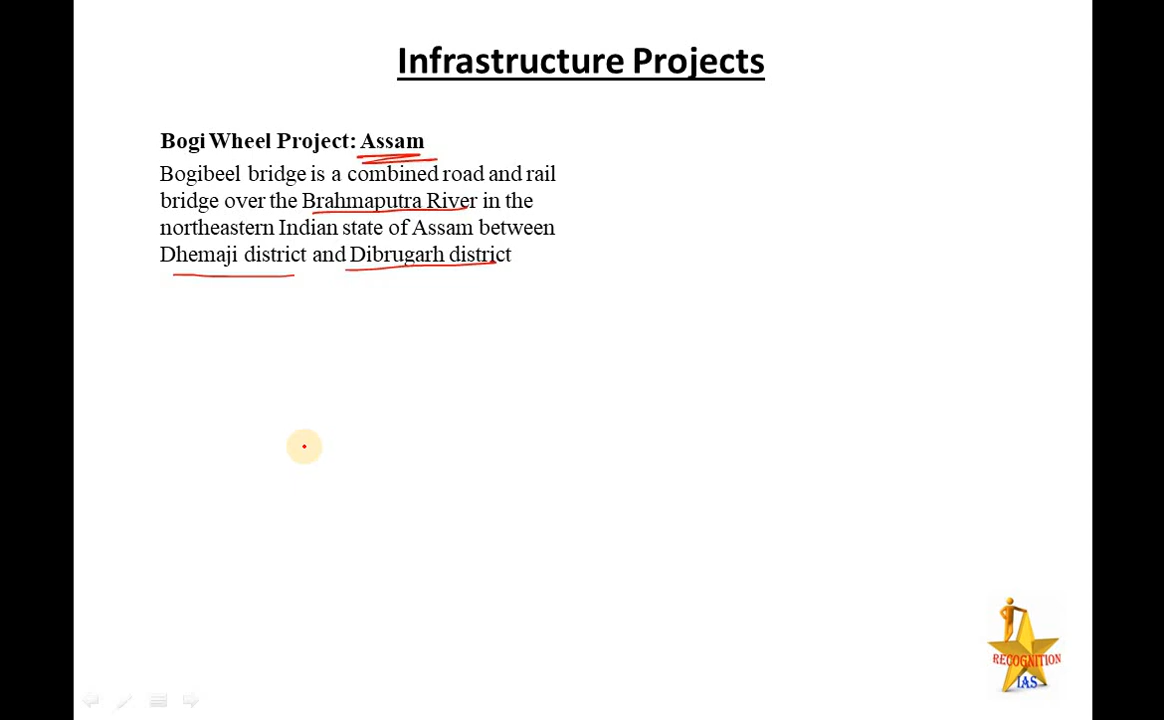 Infrastructure Projects
Bogi Wheel Project: Assam
Bogibeel bridge is a combined road and rail
bridge over the Brahmaputra River in the
northeastern Indian state of Assam between
Dhemaji district and Dibrugarh district
RECOGNITION
IAS